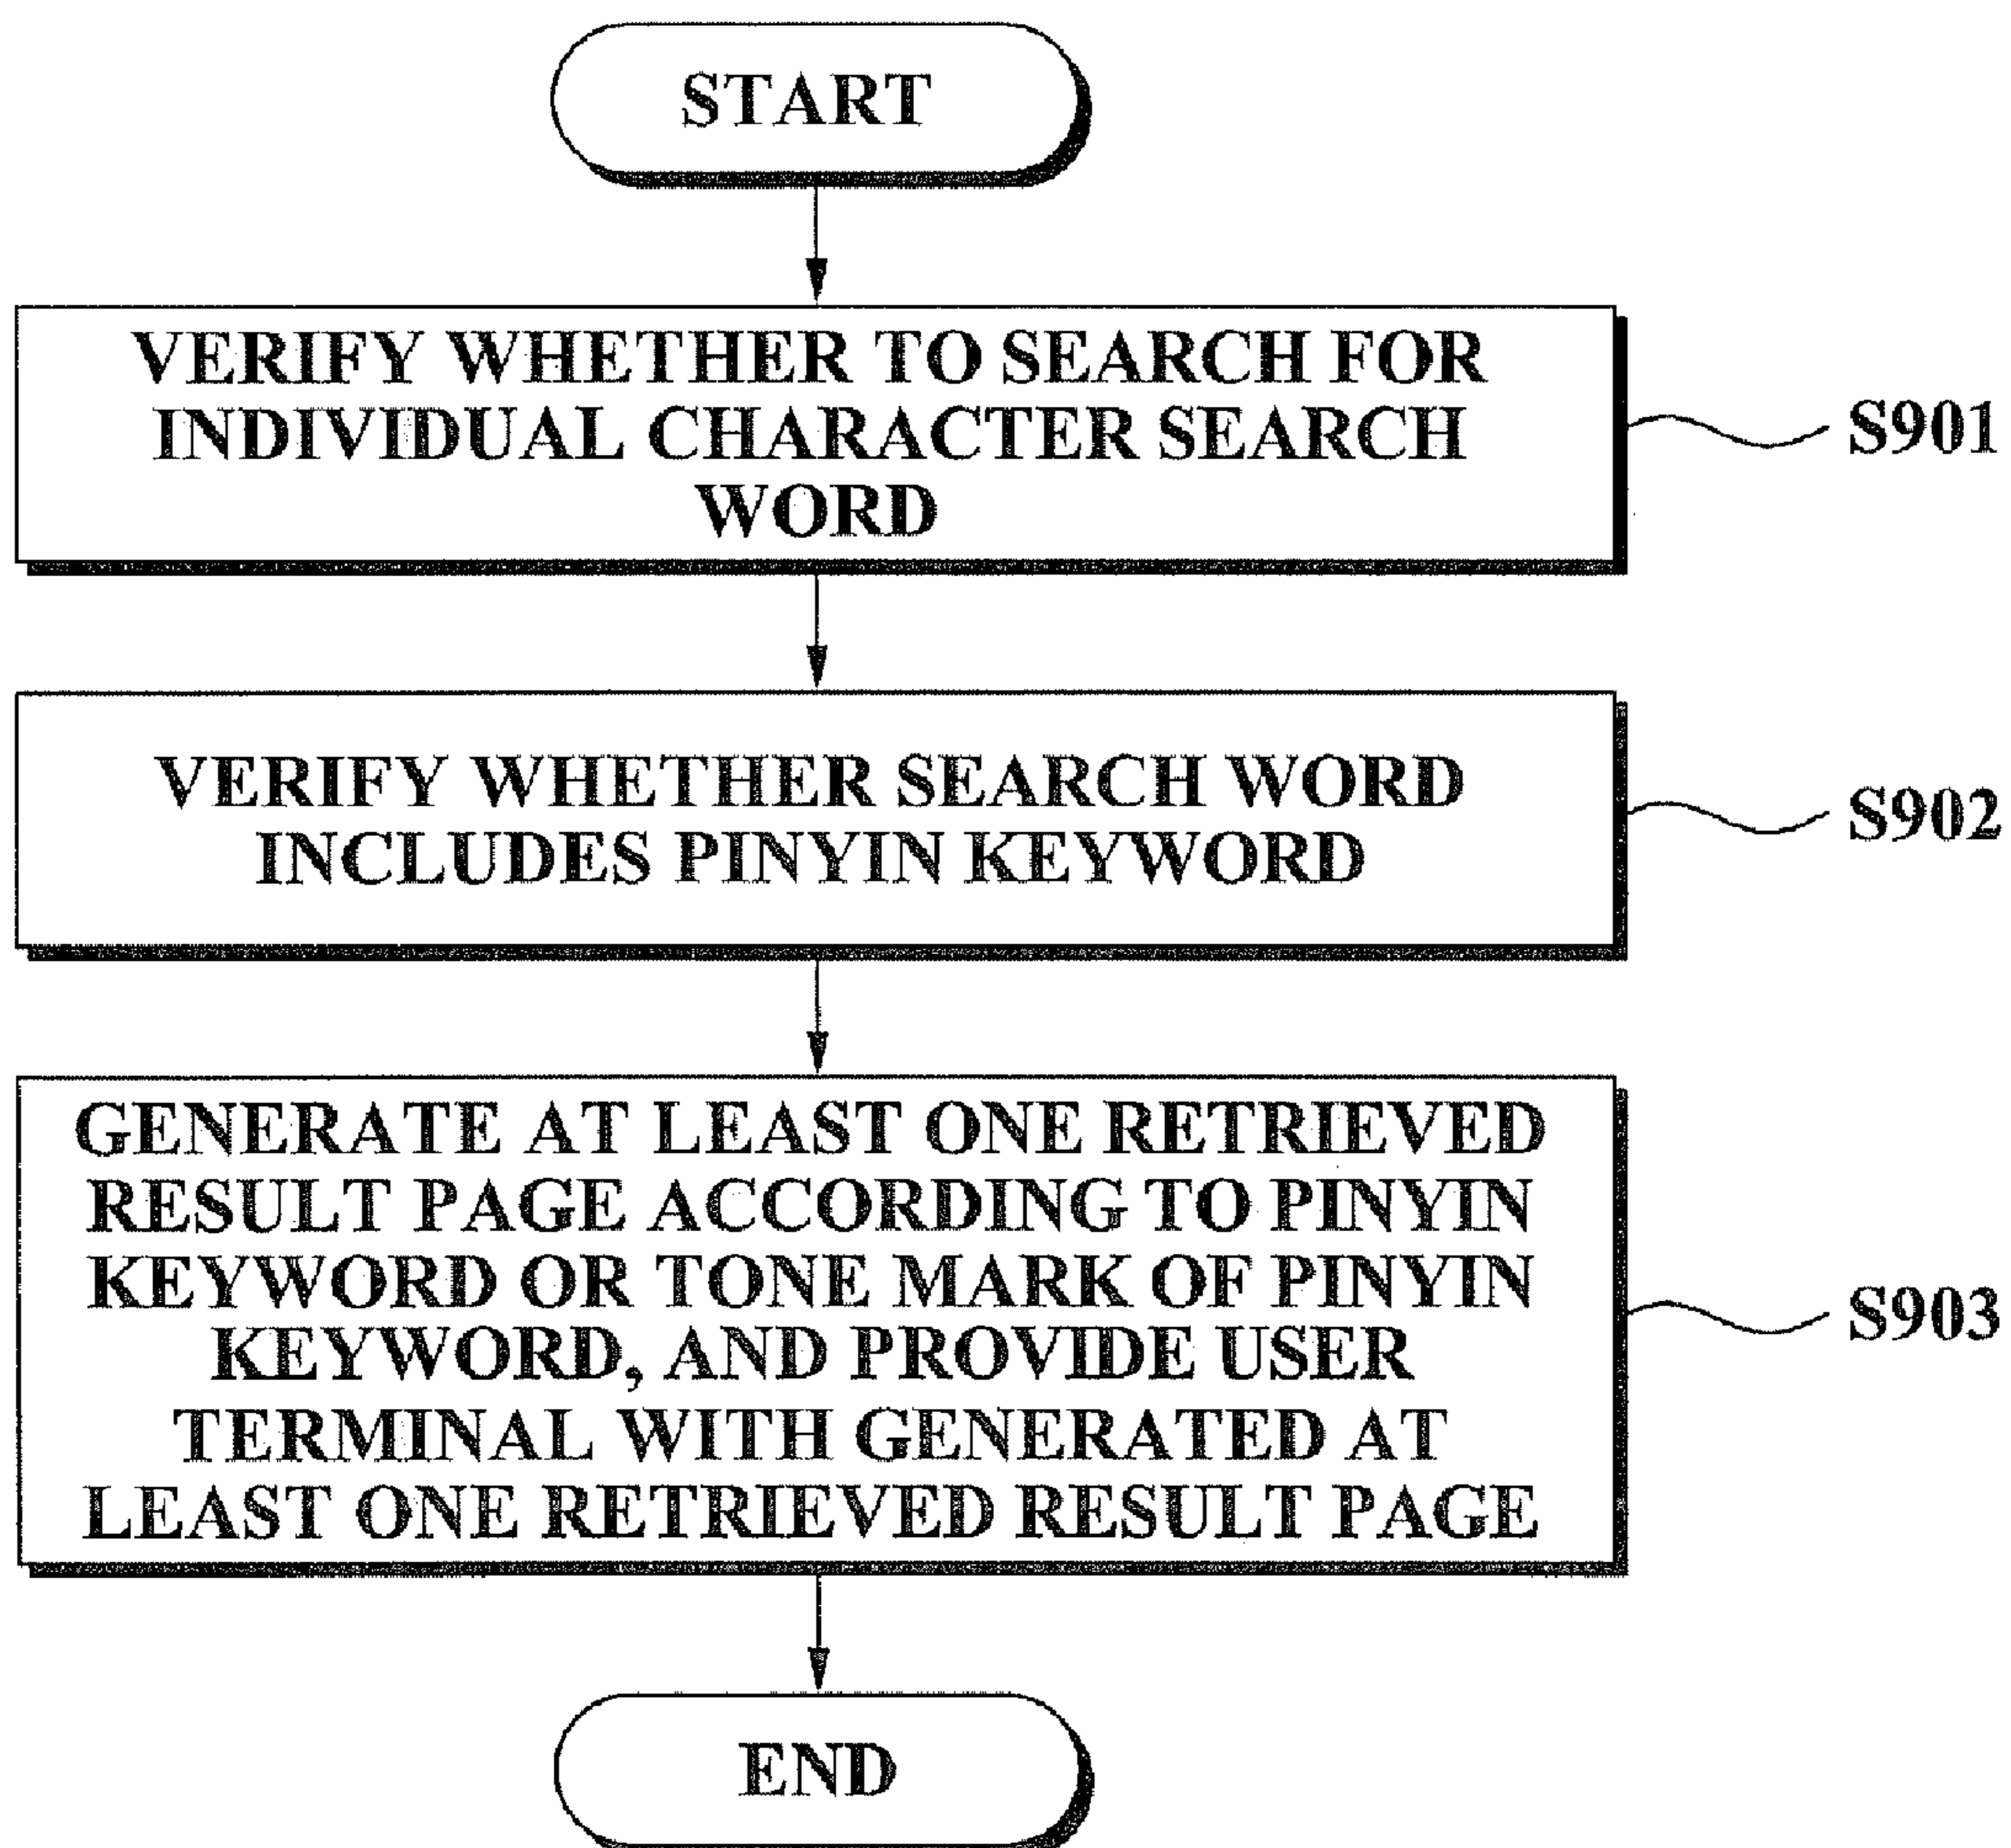 START
VERIFY WHETHER TO SEARCH FOR
INDIVIDUAL CHARACTER SEARCH
WORD
S901
VERIFY WHETHER SEARCH WORD
INCLUDES PINYIN KEYWORD
S902
GENERATE AT LEAST ONE RETRIEVED
RESULT PAGE ACCORDING TO PINYIN
KEYWORD OR TONE MARK OF PINYIN
KEYWORD, AND PROVIDE USER
TERMINAL WITH GENERATED AT
LEAST ONE RETRIEVED RESULT PAGE
S903
END